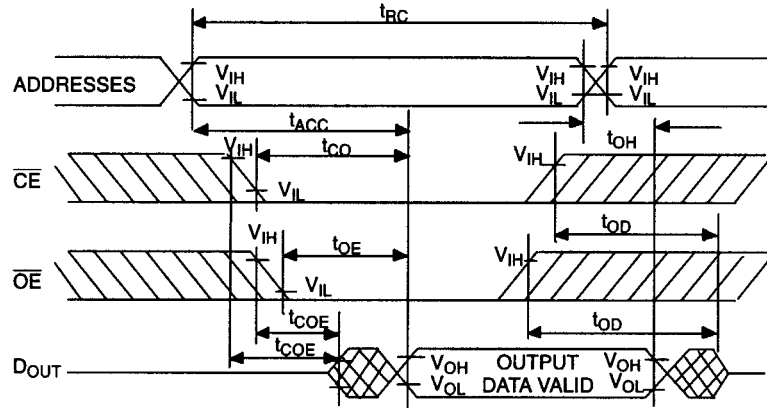 tRC
ADDRESSES VIH VIH VIH
VIL VIL VIL
tACC
VIH tCO VIH tOH
CE VIL
tOD
VIH tOE VIH
OE VIL
tCOE tOD
tCOE
DOUT VOH OUTPUT VOH
VOL DATA VALID VOL